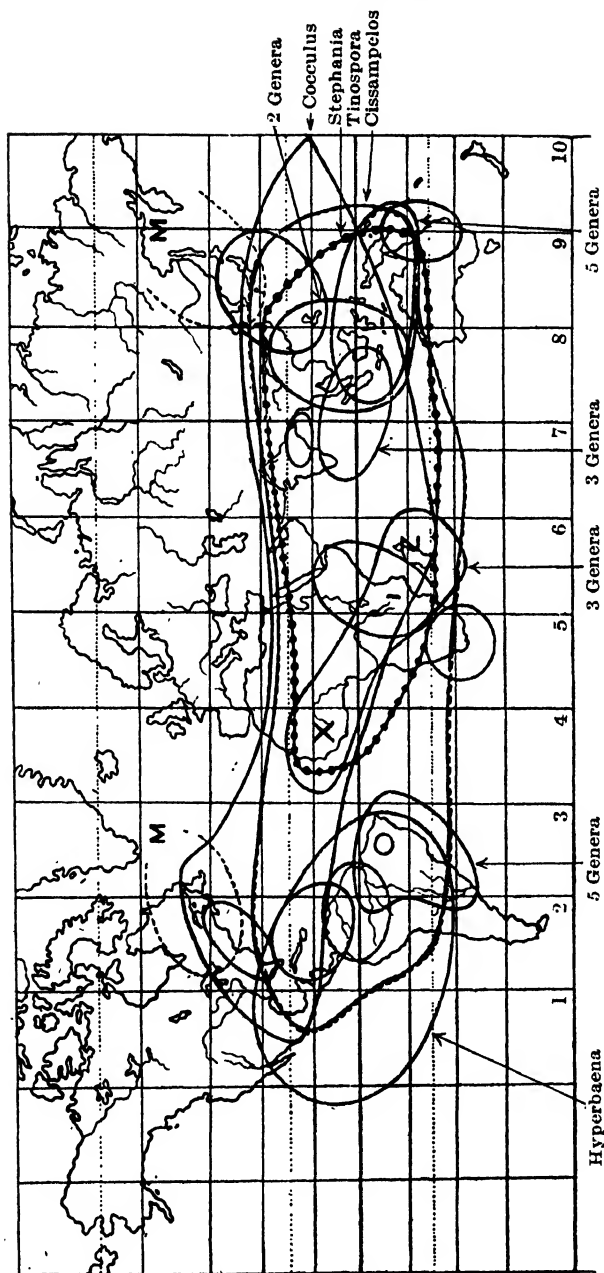 2 Genera
Cocculus
Stephania
Tinospora
Cissampelos
M
M
X
Z
1 2 3 4 5 6 7 8 9 10
Hyperbaena
5 Genera
3 Genera
3 Genera
5 Genera